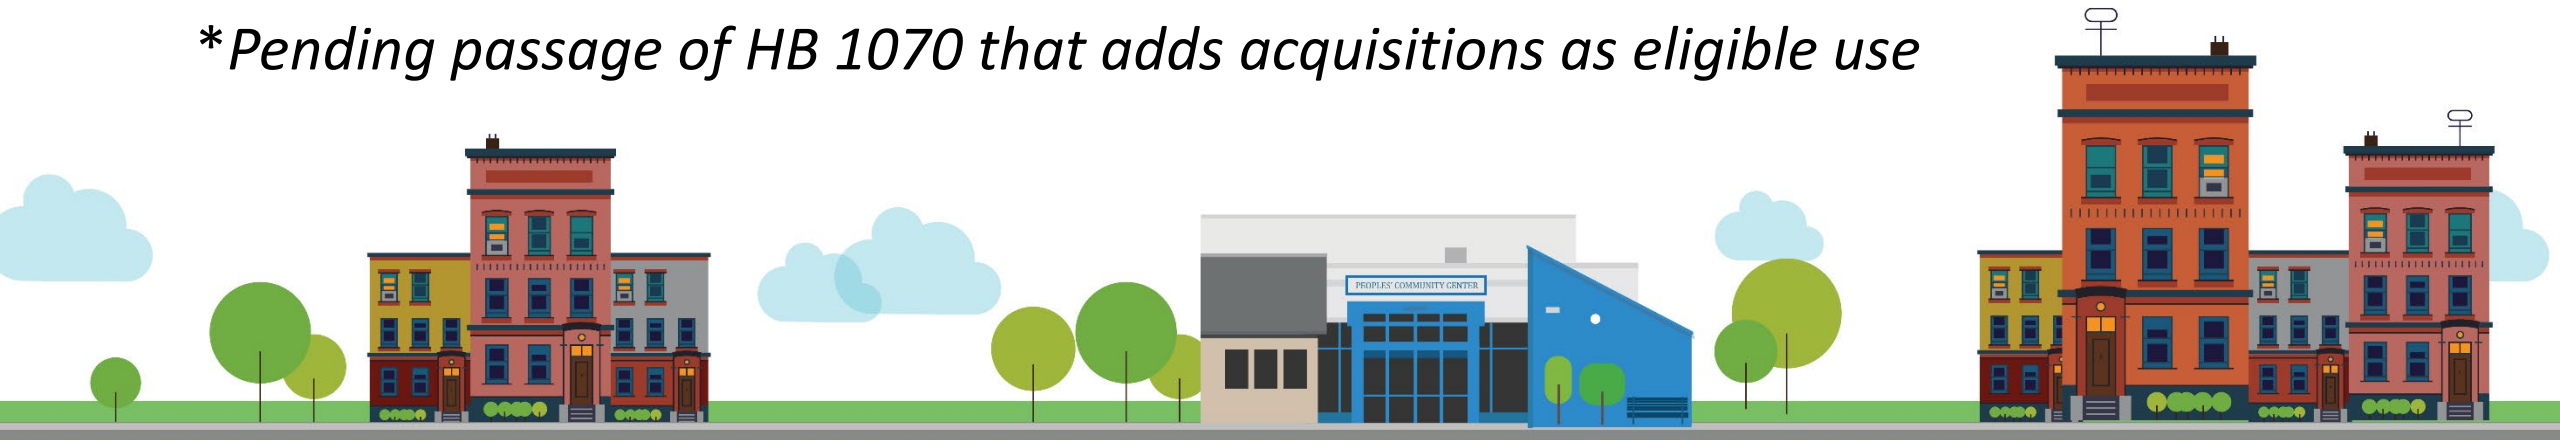 *Pending passage of HB 1070 that adds acquisitions as eligible use
PEOPLES' COMMUNITY CENTER